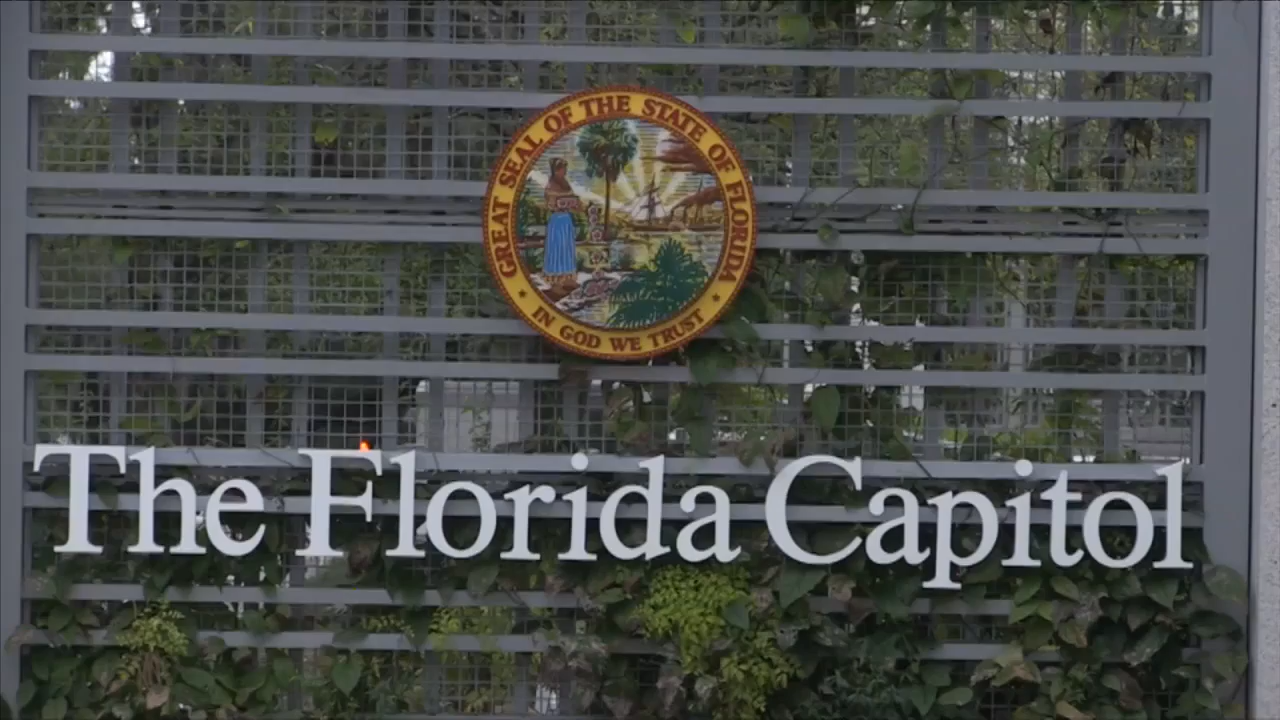 GREAT SEAL OF THE STATE OF FLORIDA
IN GOD WE TRUST
The Florida Capitol